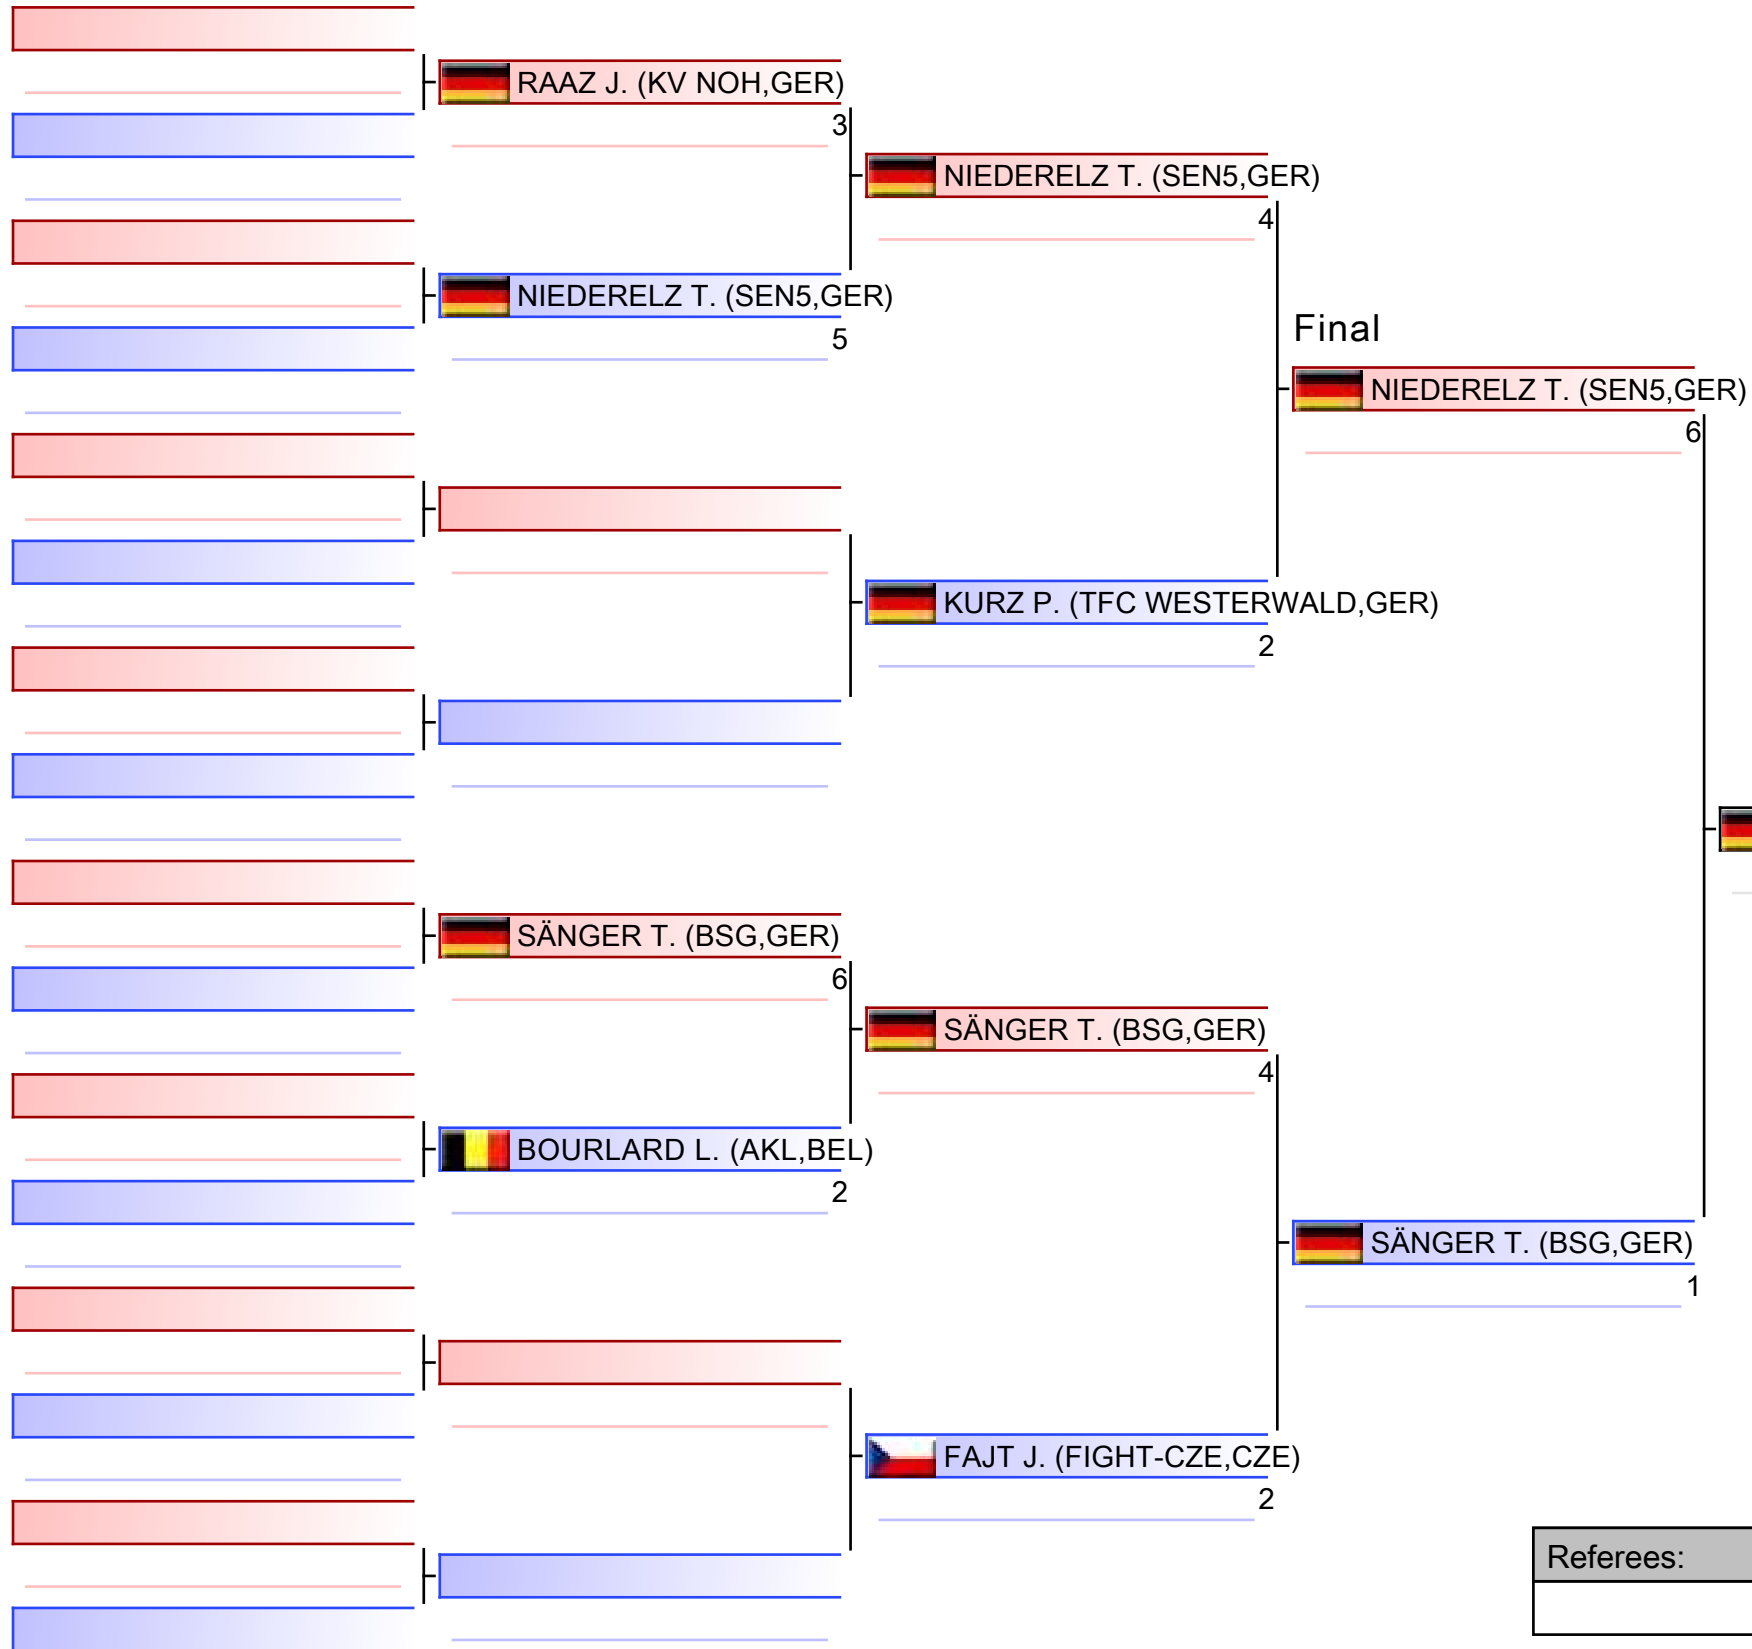 RAAZ J. (KV NOH,GER)
3
NIEDERELZ T. (SEN5,GER)
4
NIEDERELZ T. (SEN5,GER)
5
Final
NIEDERELZ T. (SEN5,GER)
6
KURZ P. (TFC WESTERWALD,GER)
2
SÄNGER T. (BSG,GER)
6
SÄNGER T. (BSG,GER)
4
BOURLARD L. (AKL,BEL)
2
SÄNGER T. (BSG,GER)
1
FAJT J. (FIGHT-CZE,CZE)
2
Referees: